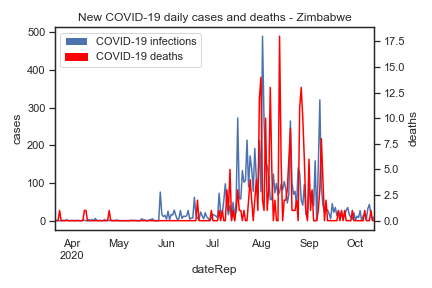 New COVID-19 daily cases and deaths - Zimbabwe
COVID-19 infections
COVID-19 deaths
500
400
300
200
100
0
cases
17.5
15.0
12.5
10.0
7.5
5.0
2.5
0.0
deaths
Apr May Jun Jul Aug Sep Oct
2020
dateRep